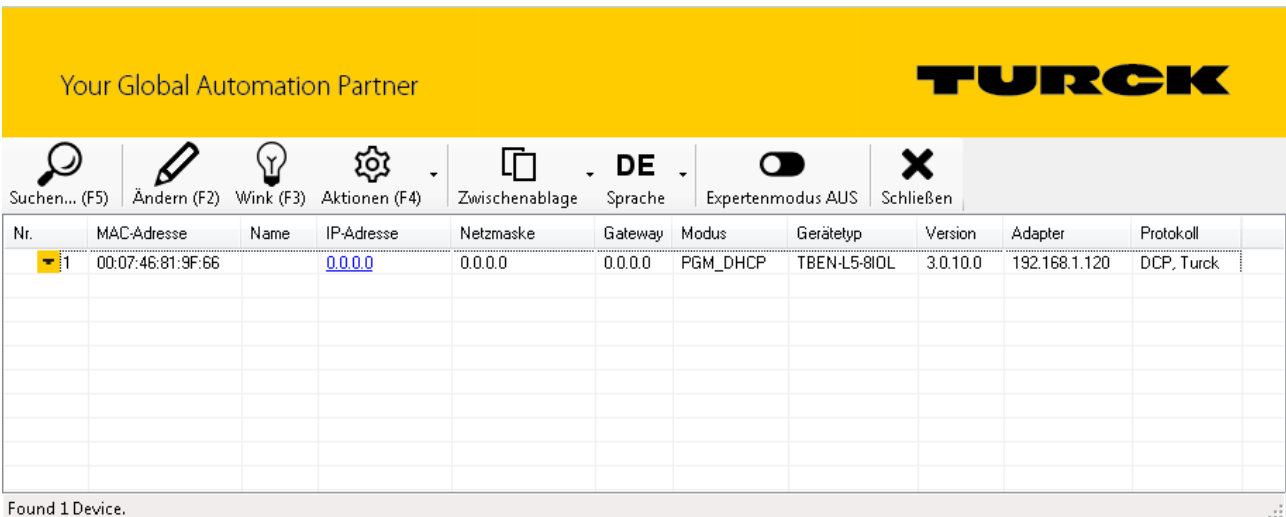 Your Global Automation Partner
TURCK
Suchen... (F5) Ändern (F2) Wink (F3) Aktionen (F4) Zwischenablage DE Sprache Expertenmodus AUS Schließen
Nr. MAC-Adresse Name IP-Adresse Netzmaske Gateway Modus Gerätetyp Version Adapter Protokoll
1 00:07:46:81:9F:66 0.0.0.0 0.0.0.0 0.0.0.0 PGM_DHCP TBEN-L5-8IOL 3.0.10.0 192.168.1.120 DCP, Turck
Found 1 Device.